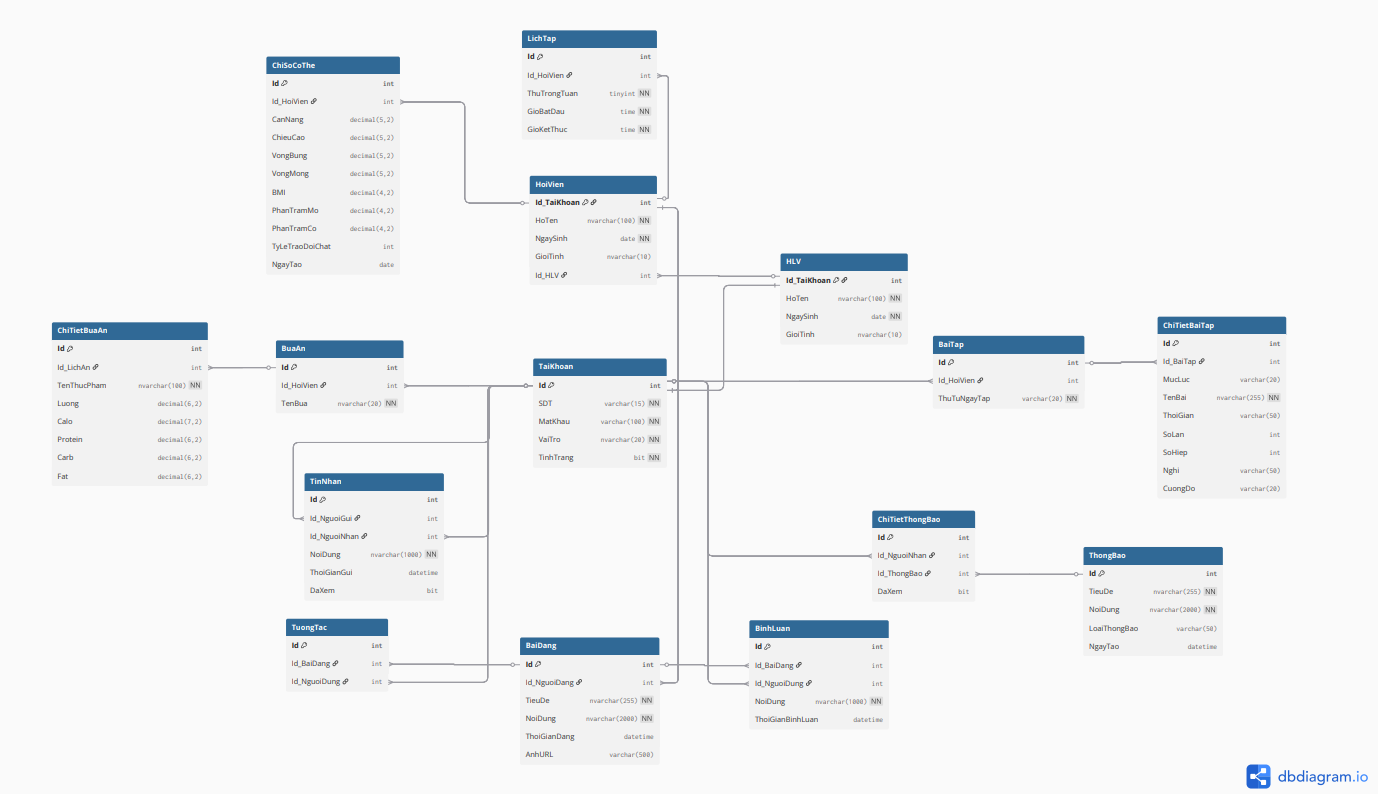 LichTap
Id int
Id_HoiVien int
ThuTrongTuan tinyint NN
GioBatDau time NN
GioKetThuc time NN
ChiSoCoThe
Id int
Id_HoiVien int
CanNang decimal(5,2)
ChieuCao decimal(5,2)
VongBung decimal(5,2)
VongMong decimal(5,2)
BMI decimal(4,2)
PhanTramMo decimal(4,2)
PhanTramCo decimal(4,2)
TyLeTraoDoiChat int
NgayTao date
HoiVien
Id_TaiKhoan int
HoTen nvarchar(100) NN
NgaySinh date NN
GioiTinh nvarchar(10)
Id_HLV int
HLV
Id_TaiKhoan int
HoTen nvarchar(100) NN
NgaySinh date NN
GioiTinh nvarchar(10)
ChiTietBuaAn
Id int
Id_LichAn int
TenThucPham nvarchar(100) NN
Luong decimal(6,2)
Calo decimal(7,2)
Protein decimal(6,2)
Carb decimal(6,2)
Fat decimal(6,2)
BuaAn
Id int
Id_HoiVien int
TenBua nvarchar(20) NN
TaiKhoan
Id int
SDT varchar(15) NN
MatKhau varchar(100) NN
VaiTro nvarchar(20) NN
TinhTrang bit NN
BaiTap
Id int
Id_HoiVien int
ThuTuNgayTap varchar(20) NN
ChiTietBaiTap
Id int
Id_BaiTap int
MucLuc varchar(20)
TenBai nvarchar(255) NN
ThoiGian varchar(50)
SoLan int
SoHiep int
Nghi varchar(50)
CuongDo varchar(20)
TinNhan
Id int
Id_NguoiGui int
Id_NguoiNhan int
NoiDung nvarchar(1000) NN
ThoiGianGui datetime
DaXem bit
ChiTietThongBao
Id int
Id_NguoiNhan int
Id_ThongBao int
DaXem bit
ThongBao
Id int
TieuDe nvarchar(255) NN
NoiDung nvarchar(2000) NN
LoaiThongBao varchar(50)
NgayTao datetime
TuongTac
Id int
Id_BaiDang int
Id_NguoiDung int
BaiDang
Id int
Id_NguoiDang int
TieuDe nvarchar(255) NN
NoiDung nvarchar(2000) NN
ThoiGianDang datetime
AnhURL varchar(500)
BinhLuan
Id int
Id_BaiDang int
Id_NguoiDung int
NoiDung nvarchar(1000) NN
ThoiGianBinhLuan datetime
dbdiagram.io